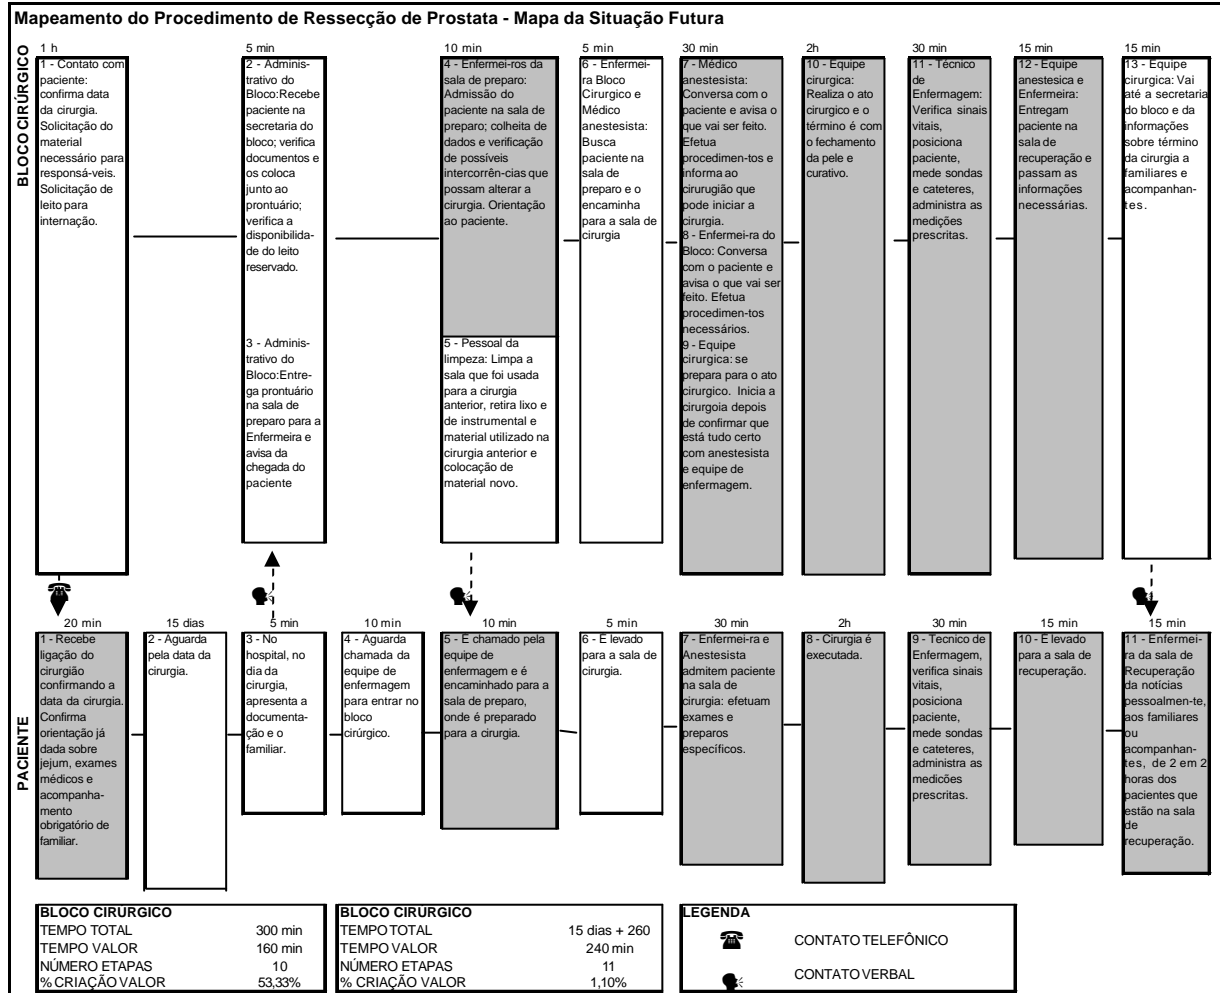 Mapeamento do Procedimento de Ressecção de Prostata - Mapa da Situação Futura
BLOCO CIRÚRGICO
1 h
1 - Contato com
paciente:
confirma data
da cirurgia.
Solicitação do
material
necessário para
responsá-veis.
Solicitação de
leito para
internação.
5 min
2 - Adminis-
trativo do
Bloco:Recebe
paciente na
secretaria do
bloco; verifica
documentos e
os coloca
junto ao
prontuário;
verifica a
disponibilida-
de do leito
reservado.
3 - Adminis-
trativo do
Bloco:Entre-
ga prontuário
na sala de
preparo para a
Enfermeira e
avisa da
chegada do
paciente
10 min
4 - Enfermei-ros da
sala de preparo:
Admissão do
paciente na sala de
preparo; colheita de
dados e verificação
de possíveis
intercorrên-cias que
possam alterar a
cirurgia. Orientação
ao paciente.
5 - Pessoal da
limpeza: Limpa a
sala que foi usada
para a cirurgia
anterior, retira lixo e
de instrumental e
material utilizado na
cirurgia anterior e
colocação de
material novo.
5 min
6 - Enfermei-
ra Bloco
Cirurgico e
Médico
anestesista:
Busca
paciente na
sala de
preparo e o
encaminha
para a sala de
cirurgia
30 min
7 - Médico
anestesista:
Conversa com o
paciente e avisa o
que vai ser feito.
Efetua
procedimen-tos e
informa ao
cirurugião que
pode iniciar a
cirurgia.
8 - Enfermei-ra do
Bloco: Conversa
com o paciente e
avisa o que vai ser
feito. Efetua
procedimen-tos
necessários.
9 - Equipe
cirurgica: se
prepara para o ato
cirurgico. Inicia a
cirurgoia depois
de confirmar que
está tudo certo
com anestesista
e equipe de
enfermagem.
2h
10 - Equipe
cirurgica:
Realiza o ato
cirurgico e o
término é com
o fechamento
da pele e
curativo.
30 min
11 - Técnico
de
Enfermagem:
Verifica sinais
vitais,
posiciona
paciente,
mede sondas
e cateteres,
administra as
medições
prescritas.
15 min
12 - Equipe
anestesica e
Enfermeira:
Entregam
paciente na
sala de
recuperação e
passam as
informações
necessárias.
15 min
13 - Equipe
cirurgica: Vai
até a secretaria
do bloco e da
informações
sobre término
da cirurgia a
familiares e
acompanhan-
tes.
PACIENTE
20 min
1 - Recebe
ligação do
cirurgião
confirmando a
data da cirurgia.
Confirma
orientação já
dada sobre
jejum, exames
médicos e
acompanha-
mento
obrigatório de
familiar.
15 dias
2 - Aguarda
pela data da
cirurgia.
5 min
3 - No
hospital, no
dia da
cirurgia,
apresenta a
documenta-
ção e o
familiar.
10 min
4 - Aguarda
chamada da
equipe de
enfermagem
para entrar no
bloco
cirúrgico.
10 min
5 - É chamado pela
equipe de
enfermagem e é
encaminhado para a
sala de preparo,
onde é preparado
para a cirurgia.
5 min
6 - É levado
para a sala de
cirurgia.
30 min
7 - Enfermei-ra e
Anestesista
admitem paciente
na sala de
cirurgia: efetuam
exames e
preparos
específicos.
2h
8 - Cirurgia é
executada.
30 min
9 - Tecnico de
Enfermagem,
verifica sinais
vitais,
posiciona
paciente,
mede sondas
e cateteres,
administra as
medicões
prescritas.
15 min
10 - É levado
para a sala de
recuperação.
15 min
11 - Enfermei-
ra da sala de
Recuperação
da notícias
pessoalmen-te,
aos familiares
ou
acompanhan-
tes, de 2 em 2
horas dos
pacientes que
estão na sala
de
recuperação.
BLOCO CIRURGICO
TEMPO TOTAL 300 min
TEMPO VALOR 160 min
NÚMERO ETAPAS 10
% CRIAÇÃO VALOR 53,33%
BLOCO CIRURGICO
TEMPO TOTAL 15 dias + 260
TEMPO VALOR 240 min
NÚMERO ETAPAS 11
% CRIAÇÃO VALOR 1,10%
LEGENDA
CONTATO TELEFÔNICO
CONTATO VERBAL